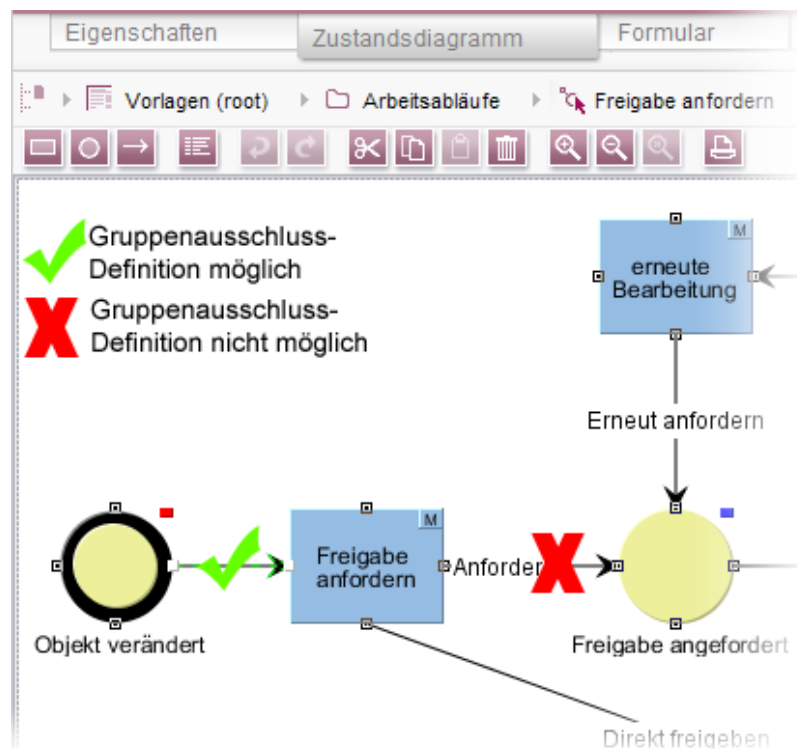 Eigenschaften Zustandsdiagramm Formular
Vorlagen (root) Arbeitsabläufe Freigabe anfordern
Gruppenausschluss-
Definition möglich
Gruppenausschluss-
Definition nicht möglich
M
erneute
Bearbeitung
Erneut anfordern
M
Freigabe
anfordern
Anforder
Objekt verändert
Freigabe angefordert
Direkt freigeben